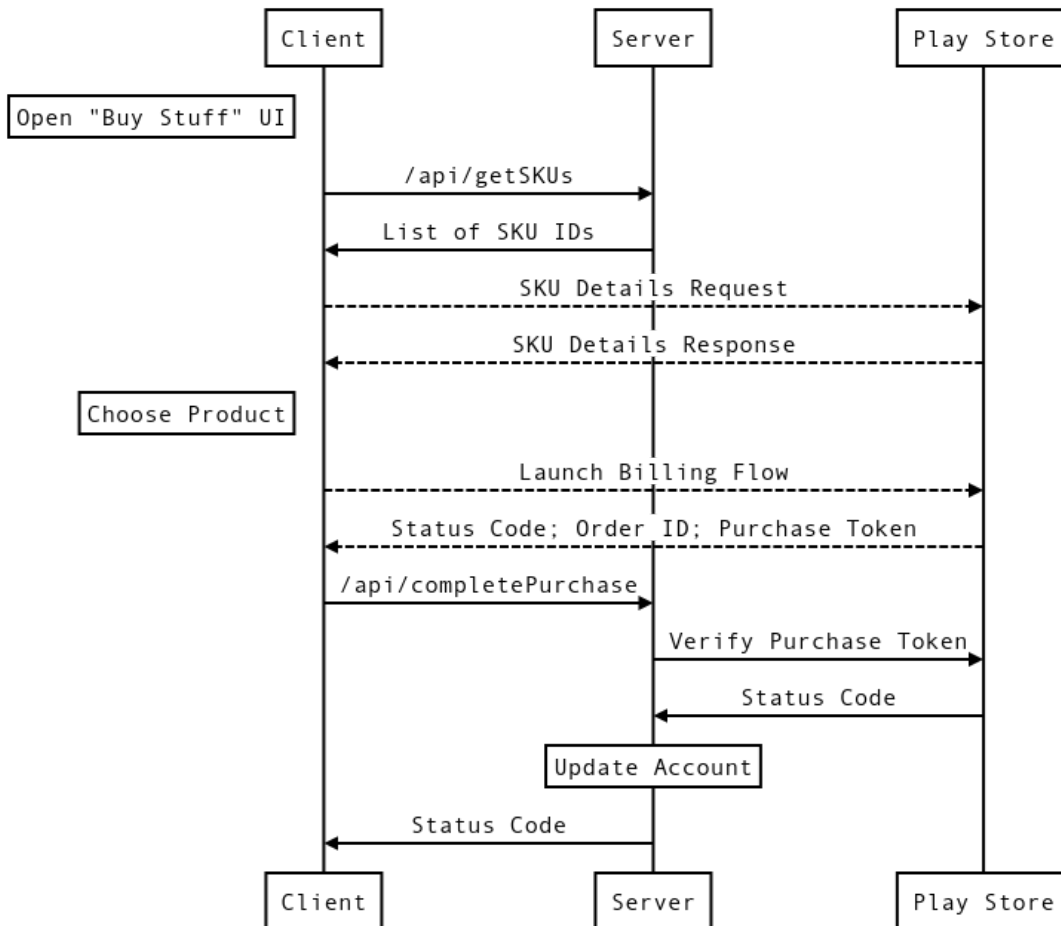 Client
Server
Play Store
Open "Buy Stuff" UI
/api/getSKUs
List of SKU IDs
SKU Details Request
SKU Details Response
Choose Product
Launch Billing Flow
Status Code; Order ID; Purchase Token
/api/completePurchase
Verify Purchase Token
Status Code
Update Account
Status Code
Client
Server
Play Store